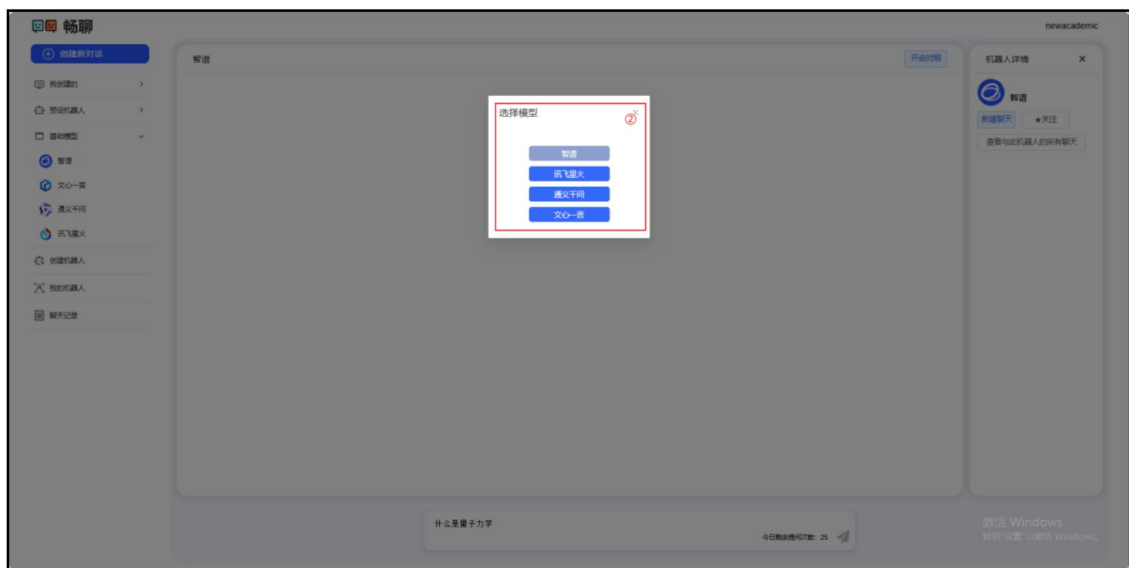 畅聊
newacademic
创建新对话
我创建的
预设机器人
基础模型
智谱
文心一言
通义千问
讯飞星火
创建机器人
我的机器人
聊天记录
智谱
开启对照
选择模型
②
智谱
讯飞星火
通义千问
文心一言
机器人详情
智谱
新建聊天
★关注
查看与此机器人的所有聊天
什么是量子力学
今日剩余提问次数: 25
激活 Windows
转到"设置"以激活 Windows。